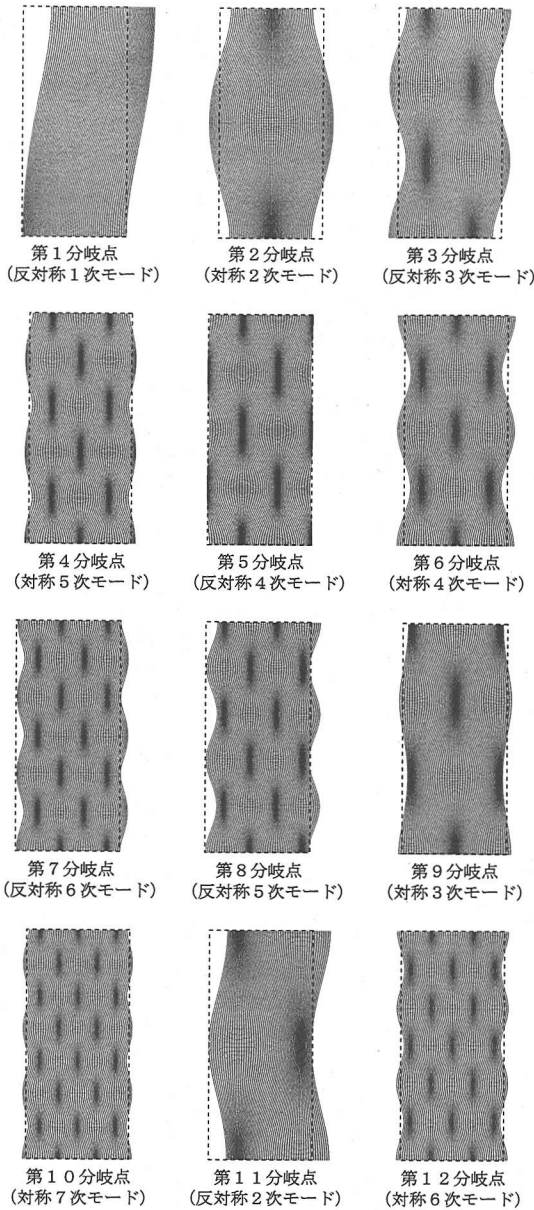 第1分岐点
(反対称1次モード)
第2分岐点
(対称2次モード)
第3分岐点
(反対称3次モード)
第4分岐点
(対称5次モード)
第5分岐点
(反対称4次モード)
第6分岐点
(対称4次モード)
第7分岐点
(反対称6次モード)
第8分岐点
(反対称5次モード)
第9分岐点
(対称3次モード)
第10分岐点
(対称7次モード)
第11分岐点
(反対称2次モード)
第12分岐点
(対称6次モード)